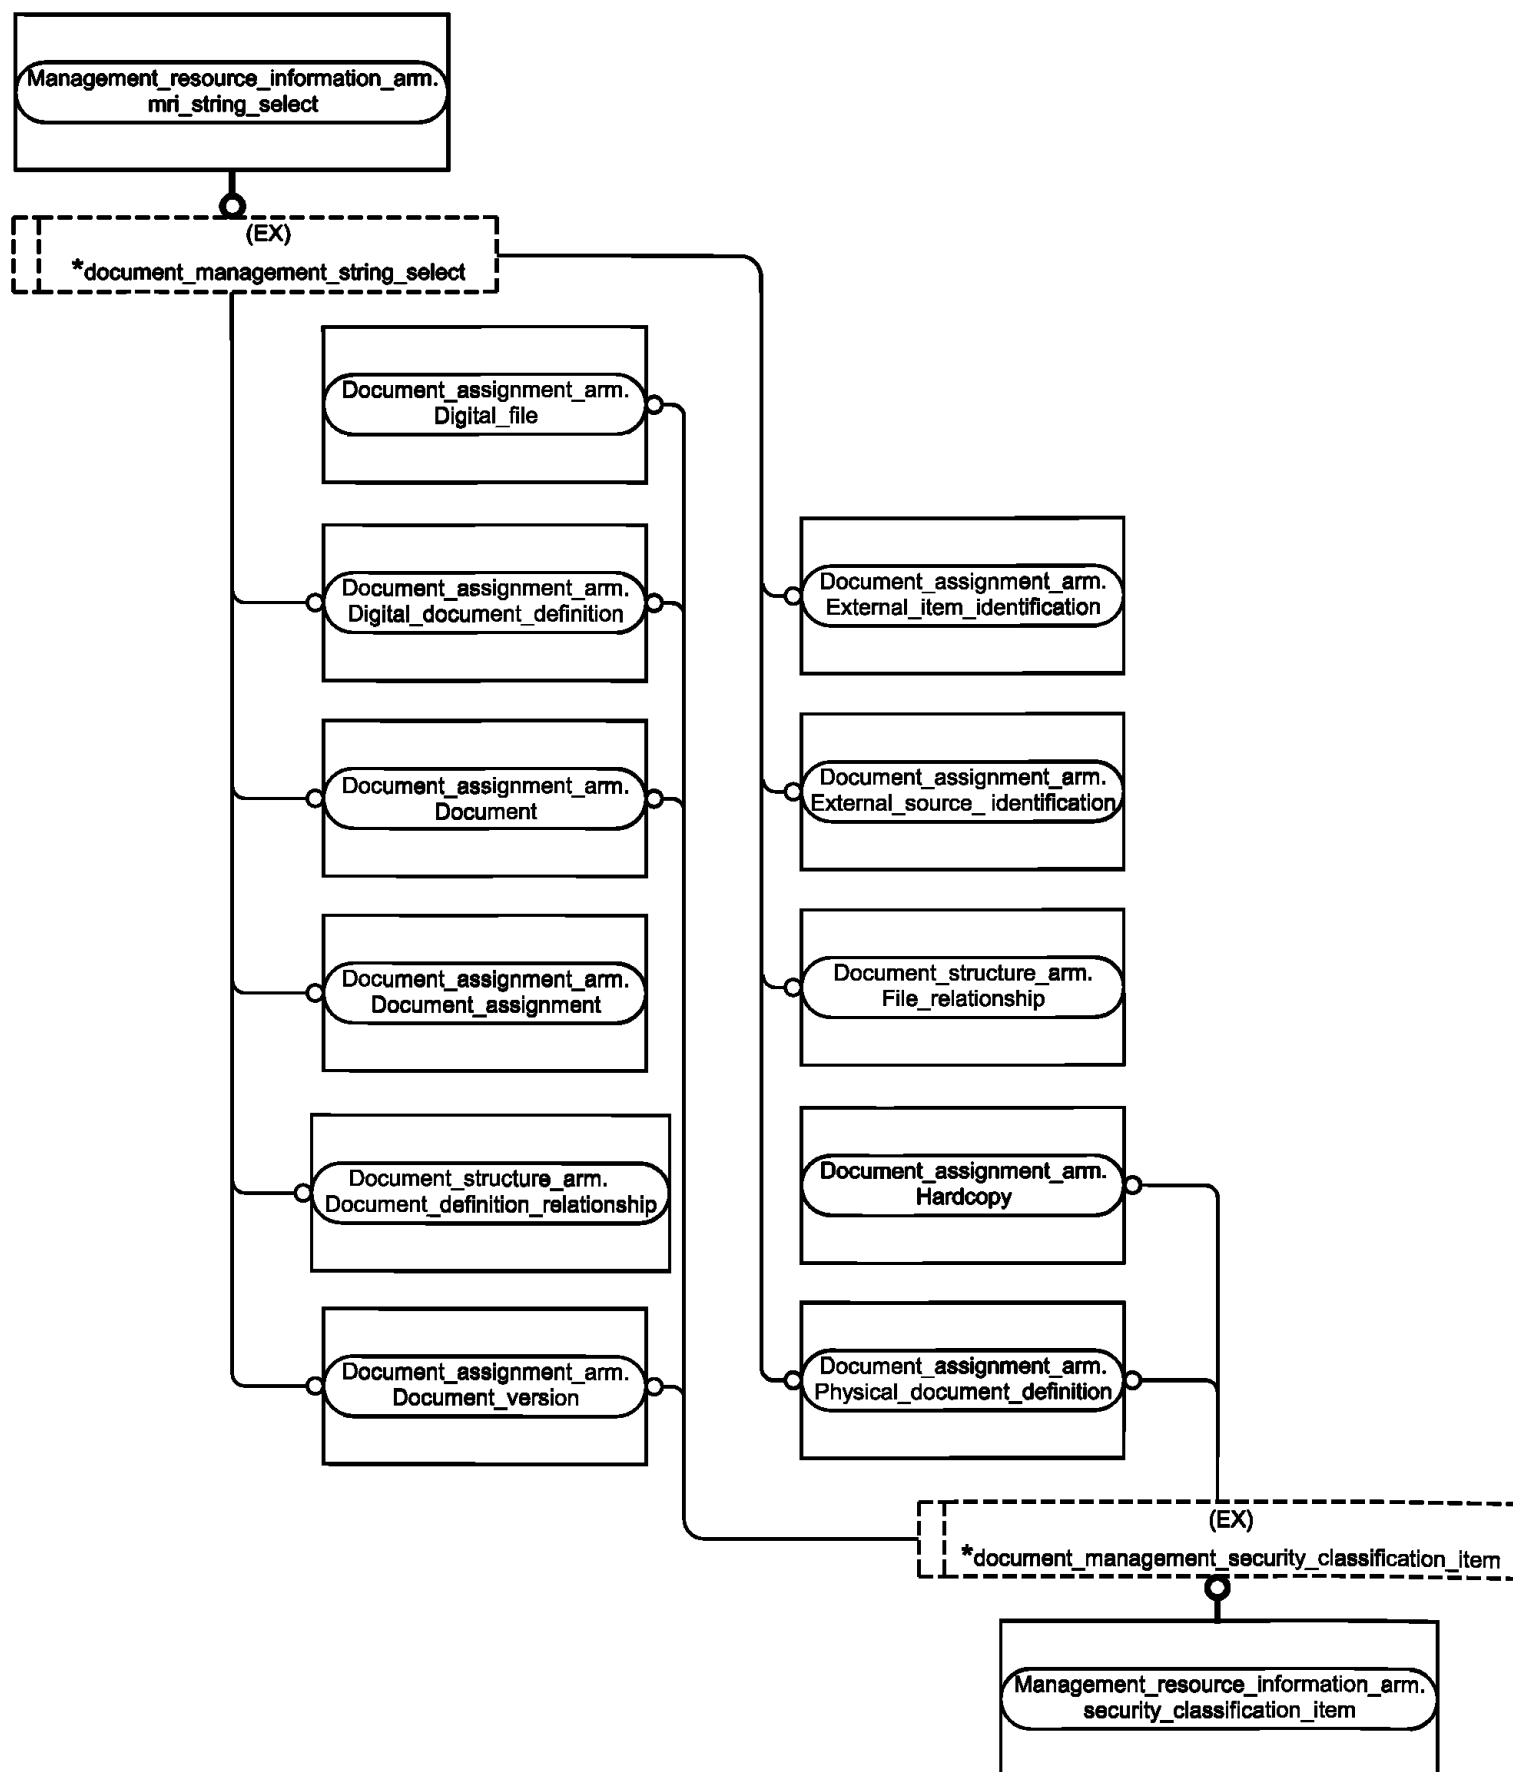 Management_resource_information_arm.
mri_string_select
(EX)
*document_management_string_select
Document_assignment_arm.
Digital_file
Document_assignment_arm.
Digital_document_definition
Document_assignment_arm.
External_item_identification
Document_assignment_arm.
Document
Document_assignment_arm.
External_source_ identification
Document_assignment_arm.
Document_assignment
Document_structure_arm.
File_relationship
Document_structure_arm.
Document_definition_relationship
Document_assignment_arm.
Hardcopy
Document_assignment_arm.
Document_version
Document_assignment_arm.
Physical_document_definition
(EX)
*document_management_security_classification_item
Management_resource_information_arm.
security_classification_item